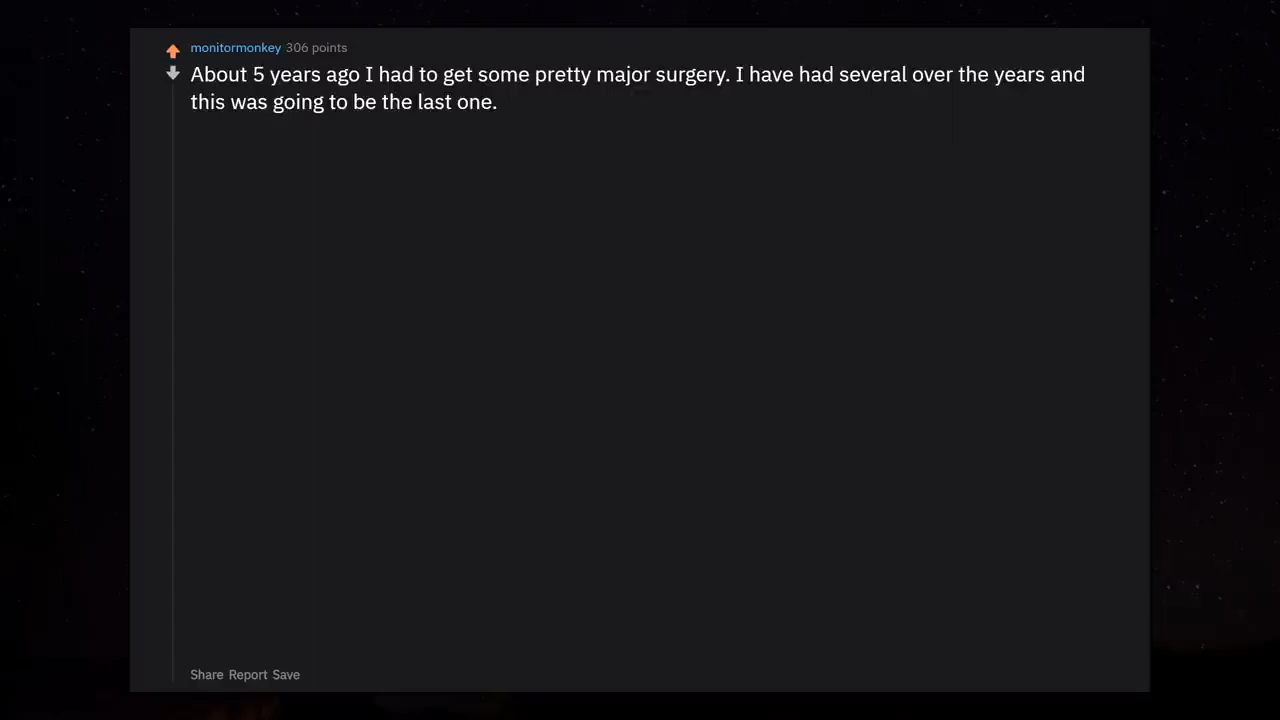 monitormonkey 306 points
About 5 years ago I had to get some pretty major surgery. I have had several over the years and
this was going to be the last one.
Share Report Save